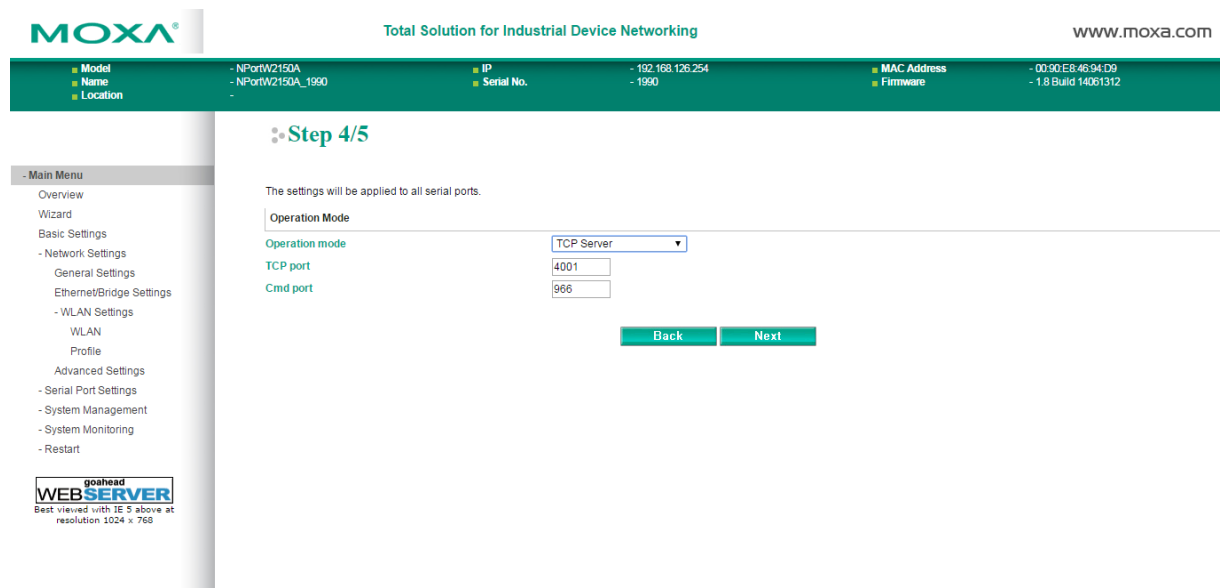 MOXA®
Total Solution for Industrial Device Networking
www.moxa.com
Model - NPortW2150A IP - 192.168.126.254 MAC Address - 00:90:E8:46:94:D9
Name - NPortW2150A_1990 Serial No. - 1990 Firmware - 1.8 Build 14061312
Location -
Step 4/5
- Main Menu
Overview
Wizard
Basic Settings
- Network Settings
General Settings
Ethernet/Bridge Settings
- WLAN Settings
WLAN
Profile
Advanced Settings
- Serial Port Settings
- System Management
- System Monitoring
- Restart
goahead
WEBSERVER
Best viewed with IE 5 above at
resolution 1024 x 768
The settings will be applied to all serial ports.
Operation Mode
Operation mode TCP Server
TCP port 4001
Cmd port 966
Back Next